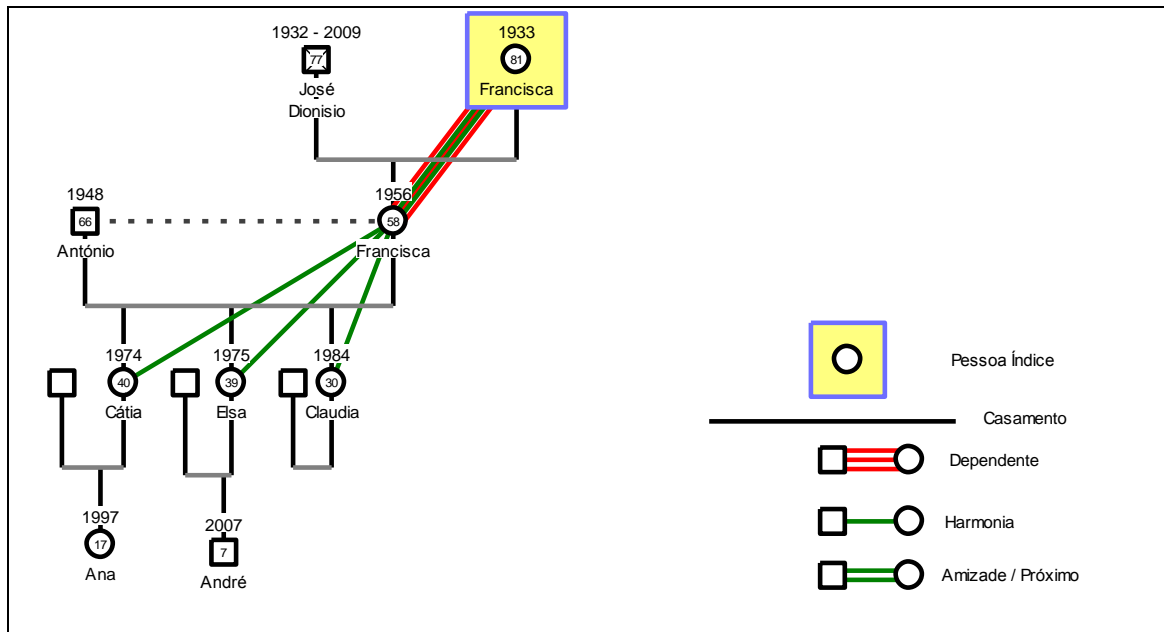 1932 - 2009
77
José
Dionisio
1933
81
Francisca
1948
66
António
1956
58
Francisca
1974
40
Cátia
1975
39
Elsa
1984
30
Claudia
1997
17
Ana
2007
7
André
Pessoa Índice
Casamento
Dependente
Harmonia
Amizade / Próximo